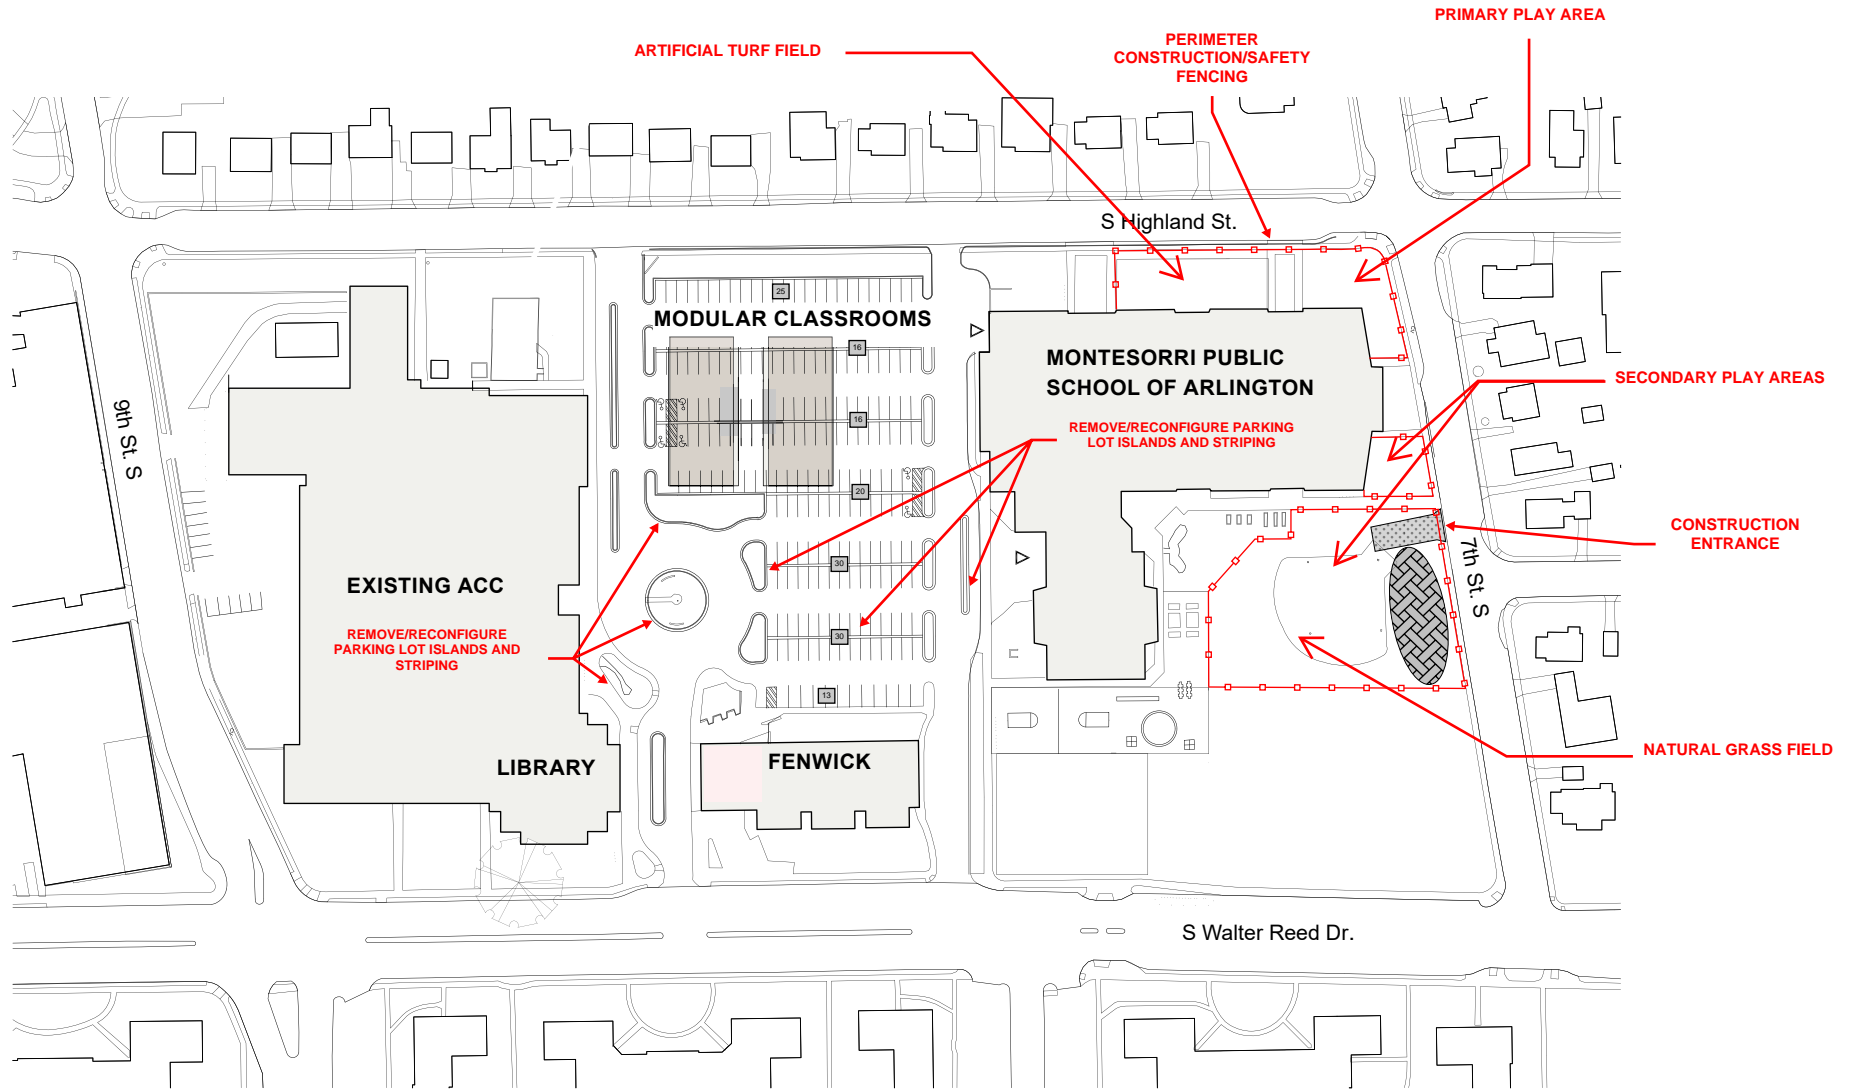 PRIMARY PLAY AREA
ARTIFICIAL TURF FIELD
PERIMETER
CONSTRUCTION/SAFETY
FENCING
S Highland St.
25
MODULAR CLASSROOMS
16
MONTESORRI PUBLIC
SCHOOL OF ARLINGTON
SECONDARY PLAY AREAS
9th St. S
16
REMOVE/RECONFIGURE PARKING
LOT ISLANDS AND STRIPING
20
CONSTRUCTION
ENTRANCE
30
7th St. S
EXISTING ACC
REMOVE/RECONFIGURE
PARKING LOT ISLANDS AND
STRIPING
30
13
NATURAL GRASS FIELD
LIBRARY
FENWICK
S Walter Reed Dr.